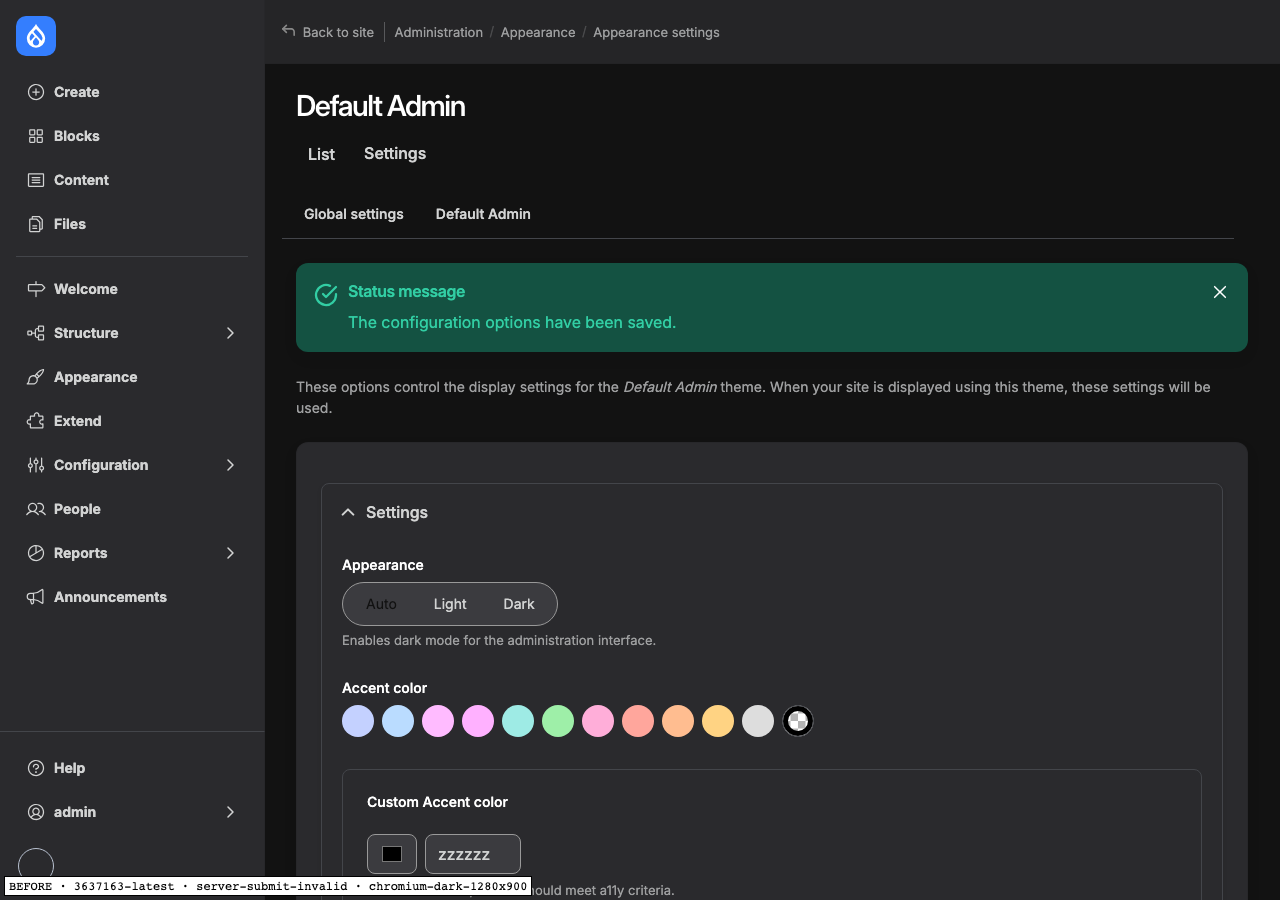 Back to site
Administration / Appearance / Appearance settings
Create
Blocks
Content
Files
Welcome
Structure
Appearance
Extend
Configuration
People
Reports
Announcements
Help
admin
Default Admin
List Settings
Global settings Default Admin
Status message
The configuration options have been saved.
These options control the display settings for the Default Admin theme. When your site is displayed using this theme, these settings will be
used.
Settings
Appearance
Auto Light Dark
Enables dark mode for the administration interface.
Accent color
Custom Accent color
zzzzzz
ould meet a11y criteria.
BEFORE · 3637163-latest · server-submit-invalid · chromium-dark-1280x900